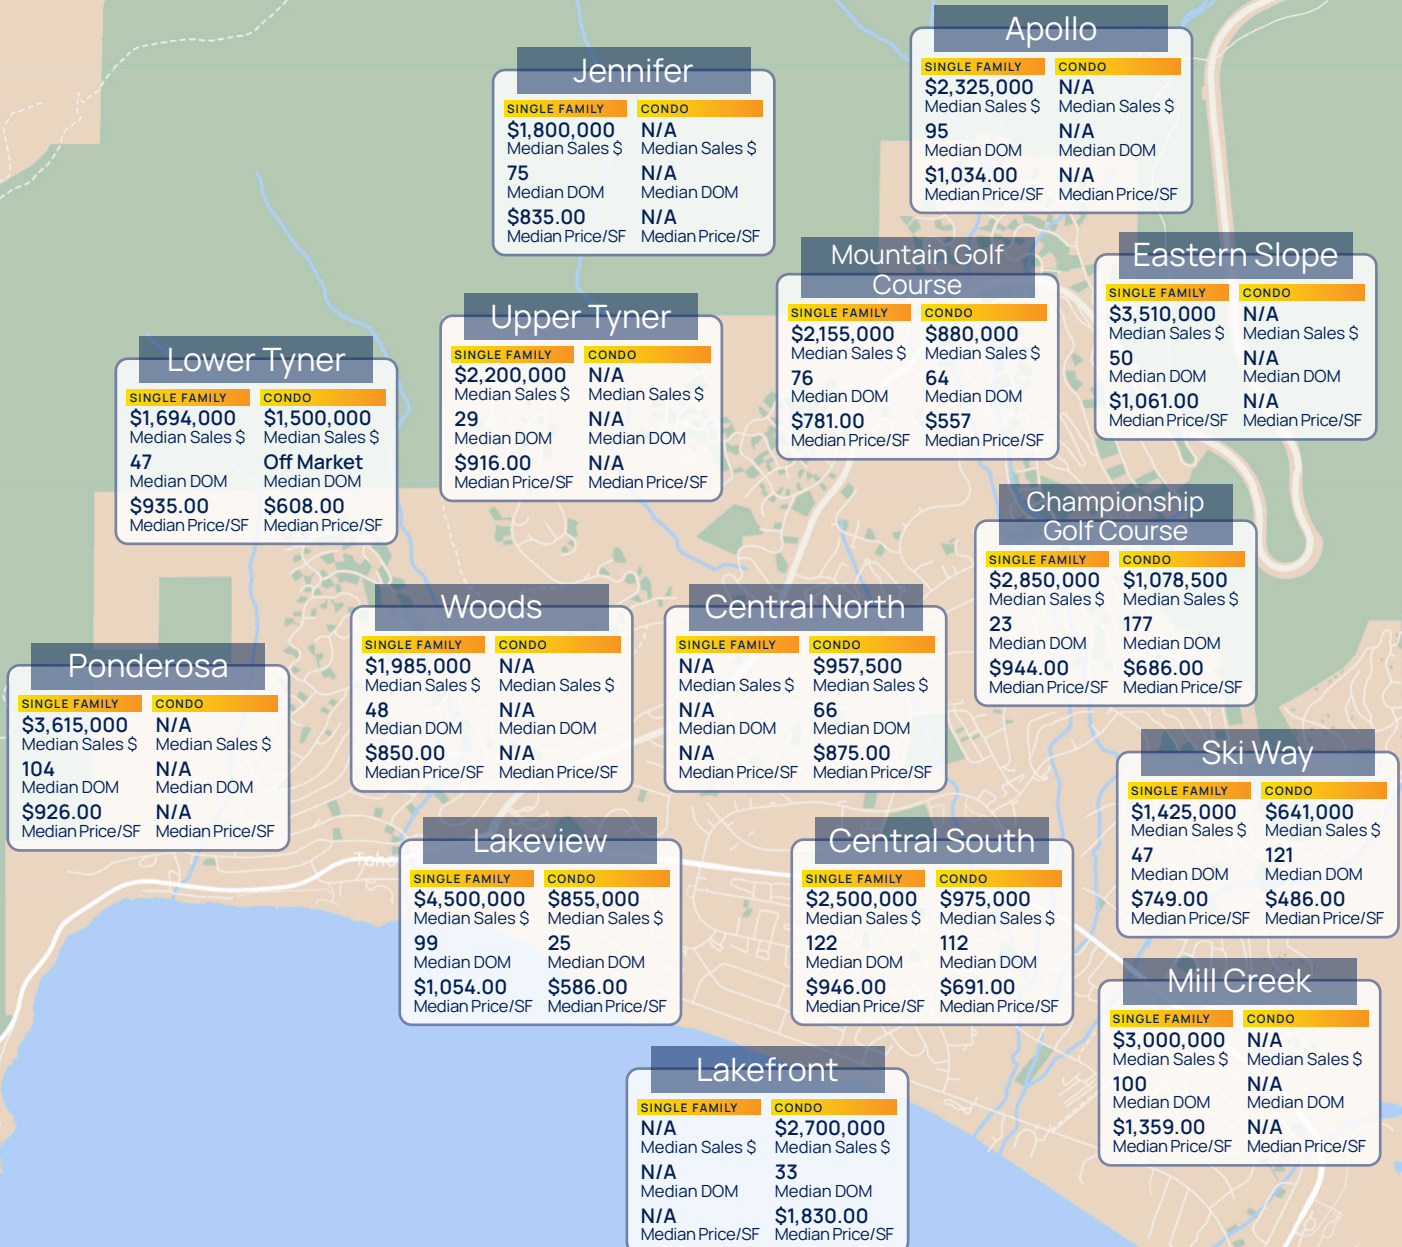 Apollo
SINGLE FAMILY CONDO
$2,325,000 N/A
Median Sales $ Median Sales $
95 N/A
Median DOM Median DOM
$1,034.00 N/A
Median Price/SF Median Price/SF
Jennifer
SINGLE FAMILY CONDO
$1,800,000 N/A
Median Sales $ Median Sales $
75 N/A
Median DOM Median DOM
$835.00 N/A
Median Price/SF Median Price/SF
Mountain Golf
Course
SINGLE FAMILY CONDO
$2,155,000 $880,000
Median Sales $ Median Sales $
76 64
Median DOM Median DOM
$781.00 $557
Median Price/SF Median Price/SF
Eastern Slope
SINGLE FAMILY CONDO
$3,510,000 N/A
Median Sales $ Median Sales $
50 N/A
Median DOM Median DOM
$1,061.00 N/A
Median Price/SF Median Price/SF
Upper Tyner
SINGLE FAMILY CONDO
$2,200,000 N/A
Median Sales $ Median Sales $
29 N/A
Median DOM Median DOM
$916.00 N/A
Median Price/SF Median Price/SF
Lower Tyner
SINGLE FAMILY CONDO
$1,694,000 $1,500,000
Median Sales $ Median Sales $
47 Off Market
Median DOM Median DOM
$935.00 $608.00
Median Price/SF Median Price/SF
Championship
Golf Course
SINGLE FAMILY CONDO
$2,850,000 $1,078,500
Median Sales $ Median Sales $
23 177
Median DOM Median DOM
$944.00 $686.00
Median Price/SF Median Price/SF
Woods
SINGLE FAMILY CONDO
$1,985,000 N/A
Median Sales $ Median Sales $
48 N/A
Median DOM Median DOM
$850.00 N/A
Median Price/SF Median Price/SF
Central North
SINGLE FAMILY CONDO
N/A $957,500
Median Sales $ Median Sales $
N/A 66
Median DOM Median DOM
N/A $875.00
Median Price/SF Median Price/SF
Ponderosa
SINGLE FAMILY CONDO
$3,615,000 N/A
Median Sales $ Median Sales $
104 N/A
Median DOM Median DOM
$926.00 N/A
Median Price/SF Median Price/SF
Ski Way
SINGLE FAMILY CONDO
$1,425,000 $641,000
Median Sales $ Median Sales $
47 121
Median DOM Median DOM
$749.00 $486.00
Median Price/SF Median Price/SF
Lakeview
SINGLE FAMILY CONDO
$4,500,000 $855,000
Median Sales $ Median Sales $
99 25
Median DOM Median DOM
$1,054.00 $586.00
Median Price/SF Median Price/SF
Central South
SINGLE FAMILY CONDO
$2,500,000 $975,000
Median Sales $ Median Sales $
122 112
Median DOM Median DOM
$946.00 $691.00
Median Price/SF Median Price/SF
Mill Creek
SINGLE FAMILY CONDO
$3,000,000 N/A
Median Sales $ Median Sales $
100 N/A
Median DOM Median DOM
$1,359.00 N/A
Median Price/SF Median Price/SF
Lakefront
SINGLE FAMILY CONDO
N/A $2,700,000
Median Sales $ Median Sales $
N/A 33
Median DOM Median DOM
N/A $1,830.00
Median Price/SF Median Price/SF